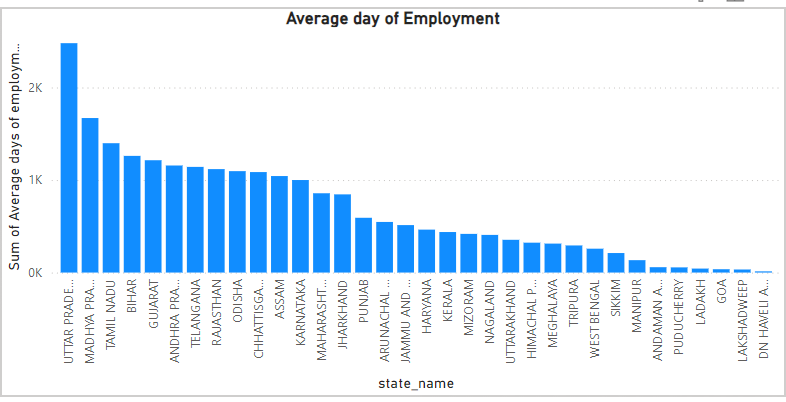 Average day of Employment
Sum of Average days of employm...
2K
1K
0K
UTTAR PRADE...
MADHYA PRA...
TAMIL NADU
BIHAR
GUJARAT
ANDHRA PRA...
TELANGANA
RAJASTHAN
ODISHA
CHHATTISGA...
ASSAM
KARNATAKA
MAHARASHT...
JHARKHAND
PUNJAB
ARUNACHAL ...
JAMMU AND ...
HARYANA
KERALA
MIZORAM
NAGALAND
UTTARAKHAND
HIMACHAL P...
MEGHALAYA
TRIPURA
WEST BENGAL
SIKKIM
MANIPUR
ANDAMAN A...
PUDUCHERRY
LADAKH
GOA
LAKSHADWEEP
DN HAVELI A...
state_name